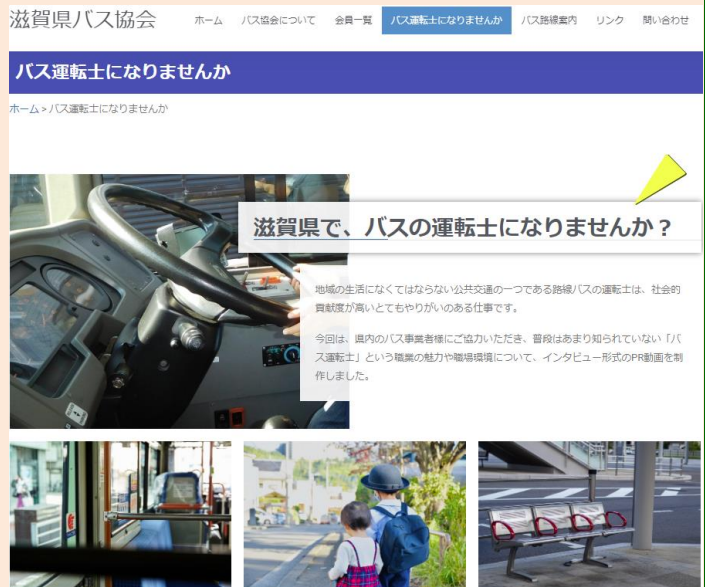 滋賀県バス協会
ホーム バス協会について 会員一覧 バス運転士になりませんか バス路線案内 リンク 問い合わせ
バス運転士になりませんか
ホーム > バス運転士になりませんか
滋賀県で、バスの運転士になりませんか？
地域の生活になくてはならない公共交通の一つである路線バスの運転士は、社会的
貢献度が高いとてもやりがいのある仕事です。
今回は、県内のバス事業者様にご協力いただき、普段はあまり知られていない「バ
ス運転士」という職業の魅力や職場環境について、インタビュー形式のPR動画を制
作しました。